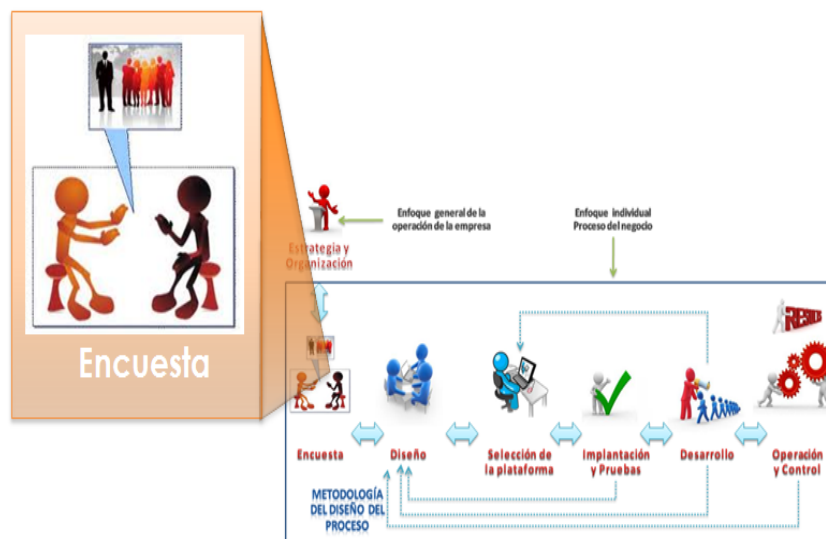 Encuesta
Enfoque general de la
operación de la empresa
Enfoque individual
Proceso del negocio
Estrategia y
Organización
RESULTS
Encuesta
Diseño
Selección de
la plataforma
Implantación
y Pruebas
Desarrollo
Operación
y Control
METODOLOGÍA
DEL DISEÑO DEL
PROCESO